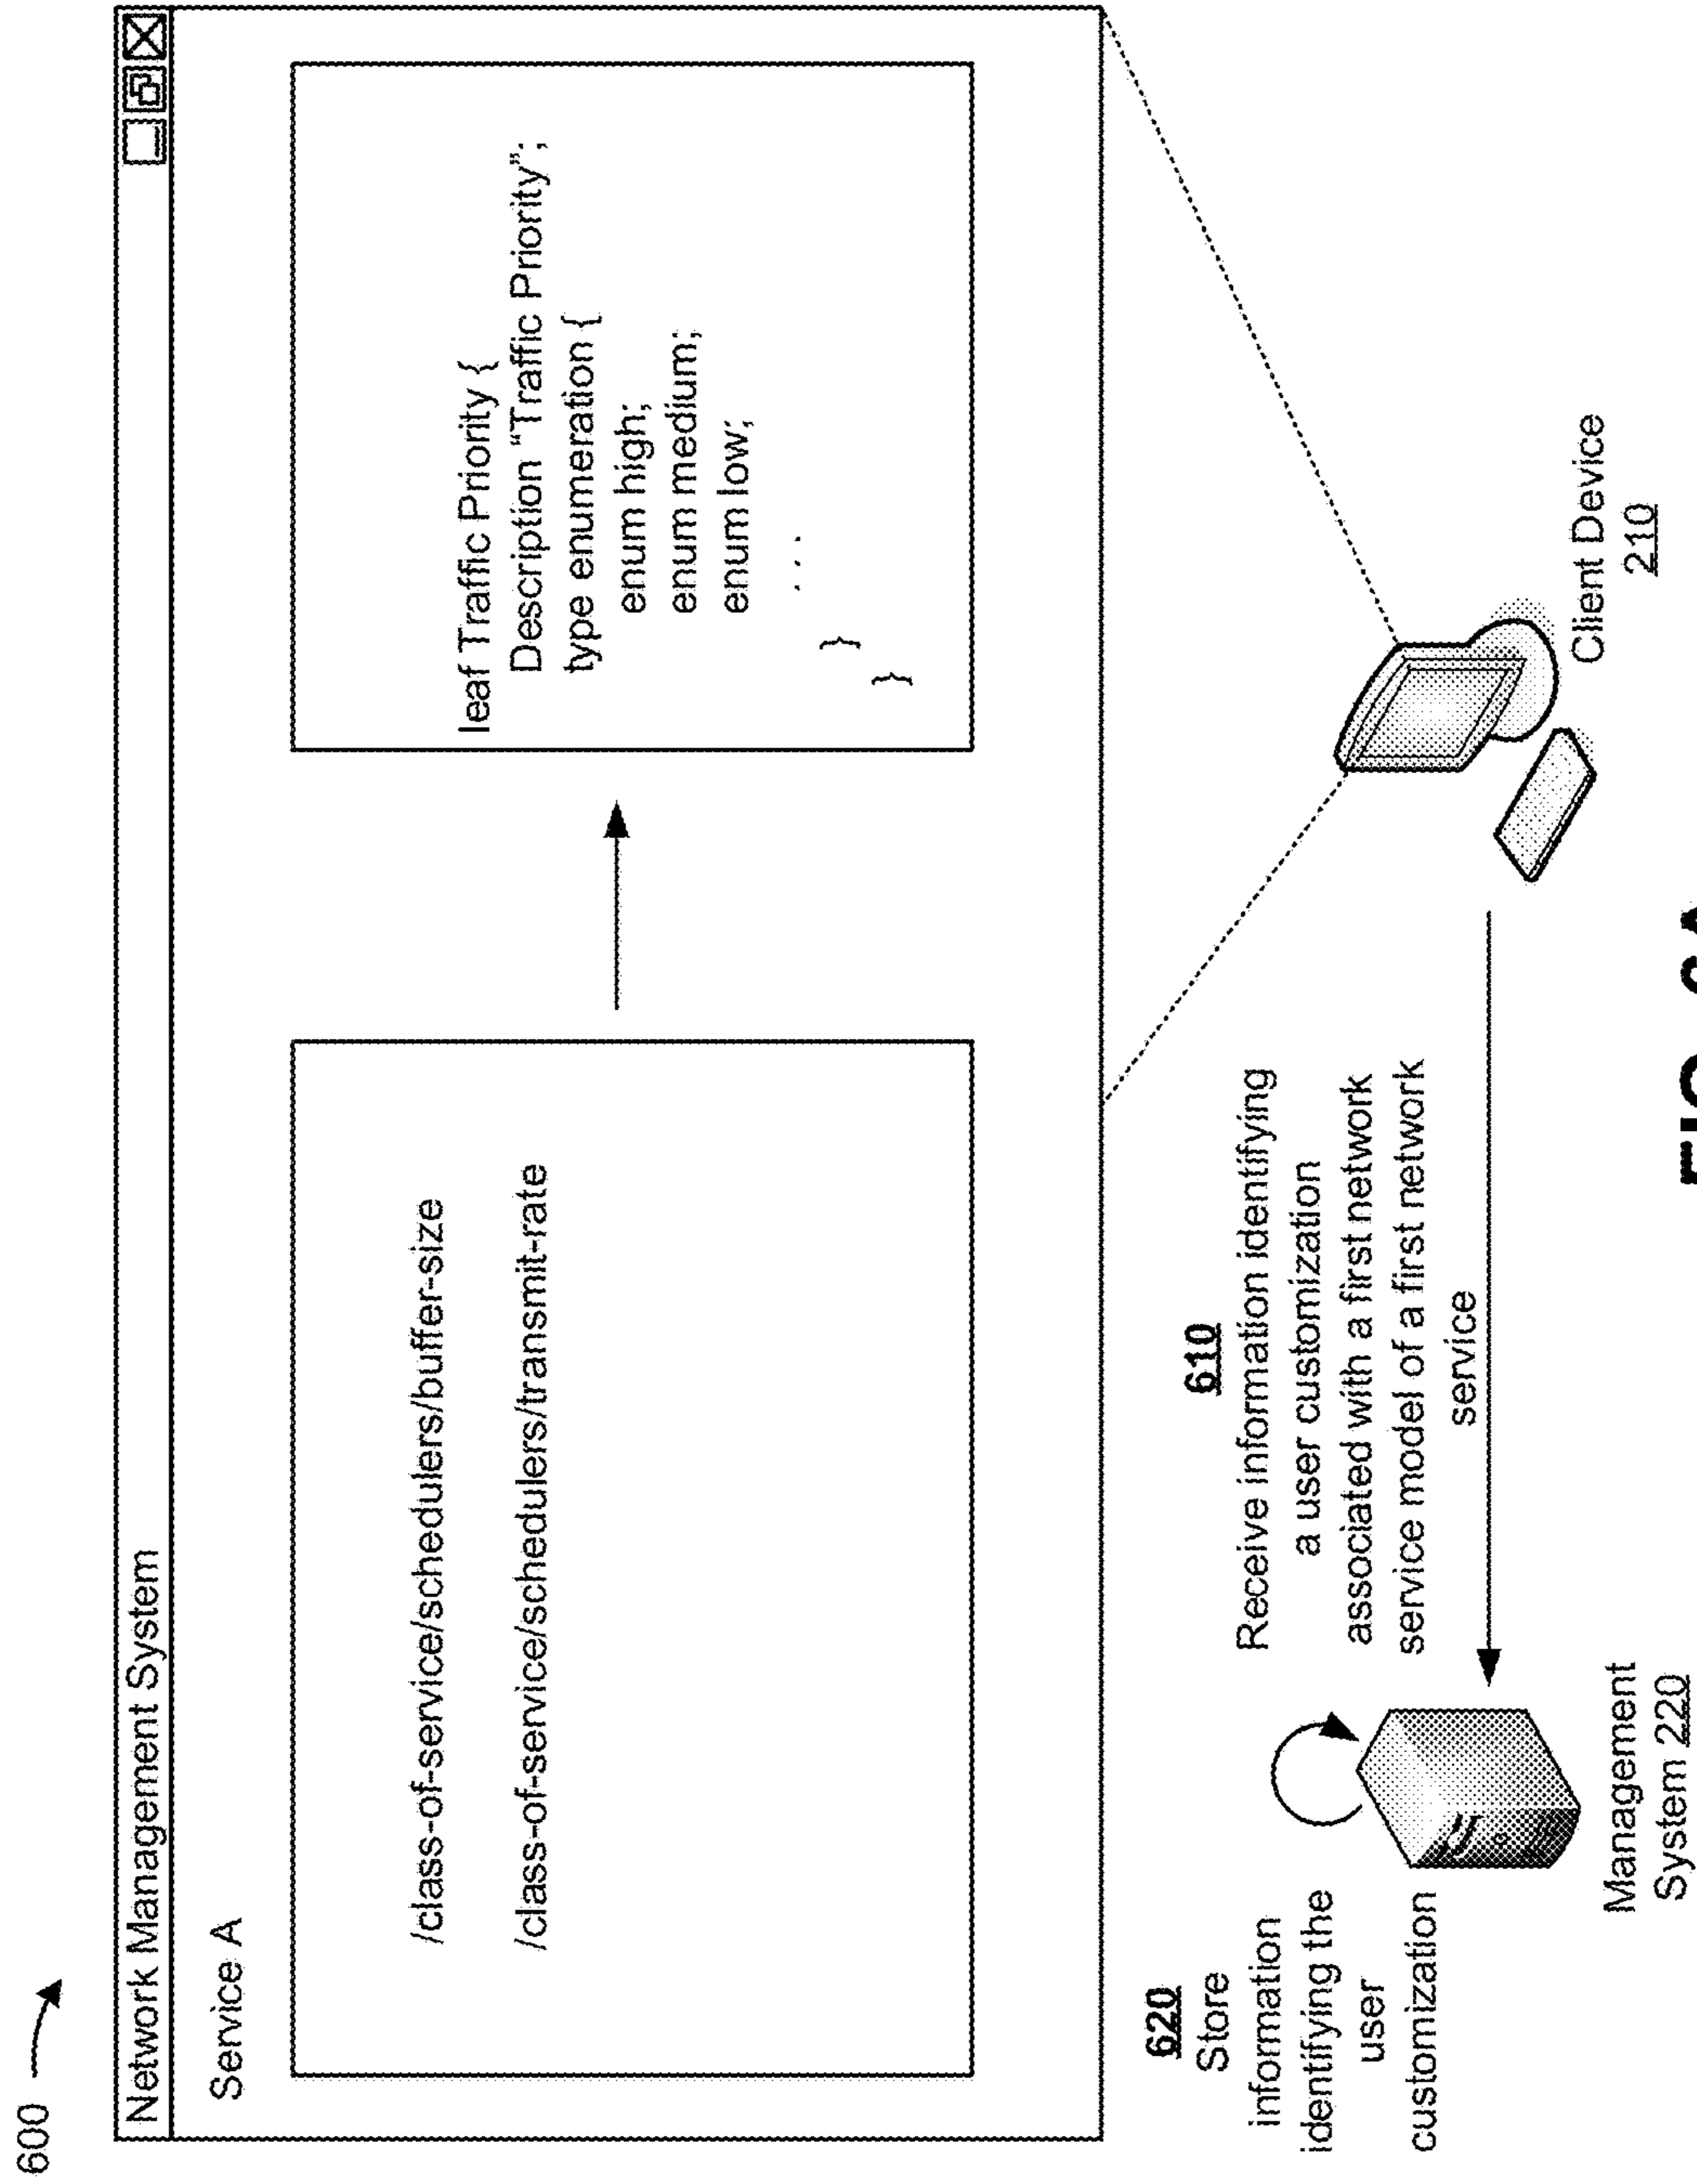 600
Network Management System
Service A
/class-of-service/schedulers/buffer-size
/class-of-service/schedulers/transmit-rate
leaf Traffic Priority {
Description "Traffic Priority";
type enumeration {
enum high;
enum medium;
enum low;
...
}
}
620
Store
information
identifying the
user
customization
610
Receive information identifying
a user customization
associated with a first network
service model of a first network
service
Management
System 220
Client Device
210